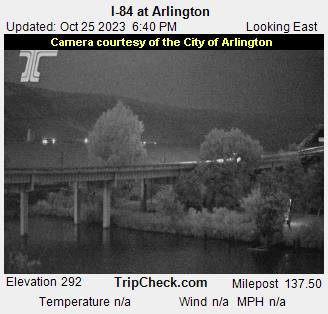 I-84 at Arlington
Updated: Oct 25 2023 6:40 PM Looking East
Camera courtesy of the City of Arlington
Elevation 292 TripCheck.com Milepost 137.50
Temperature n/a Wind n/a MPH n/a